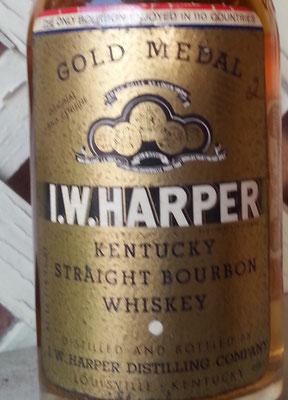 THE ONLY BOURBON ENJOYED IN 110 COUNTRIES
GOLD MEDAL
I.W. HARPER
KENTUCKY
STRAIGHT BOURBON
WHISKEY
DISTILLED AND BOTTLED BY
I.W. HARPER DISTILLING COMPANY
LOUISVILLE · KENTUCKY